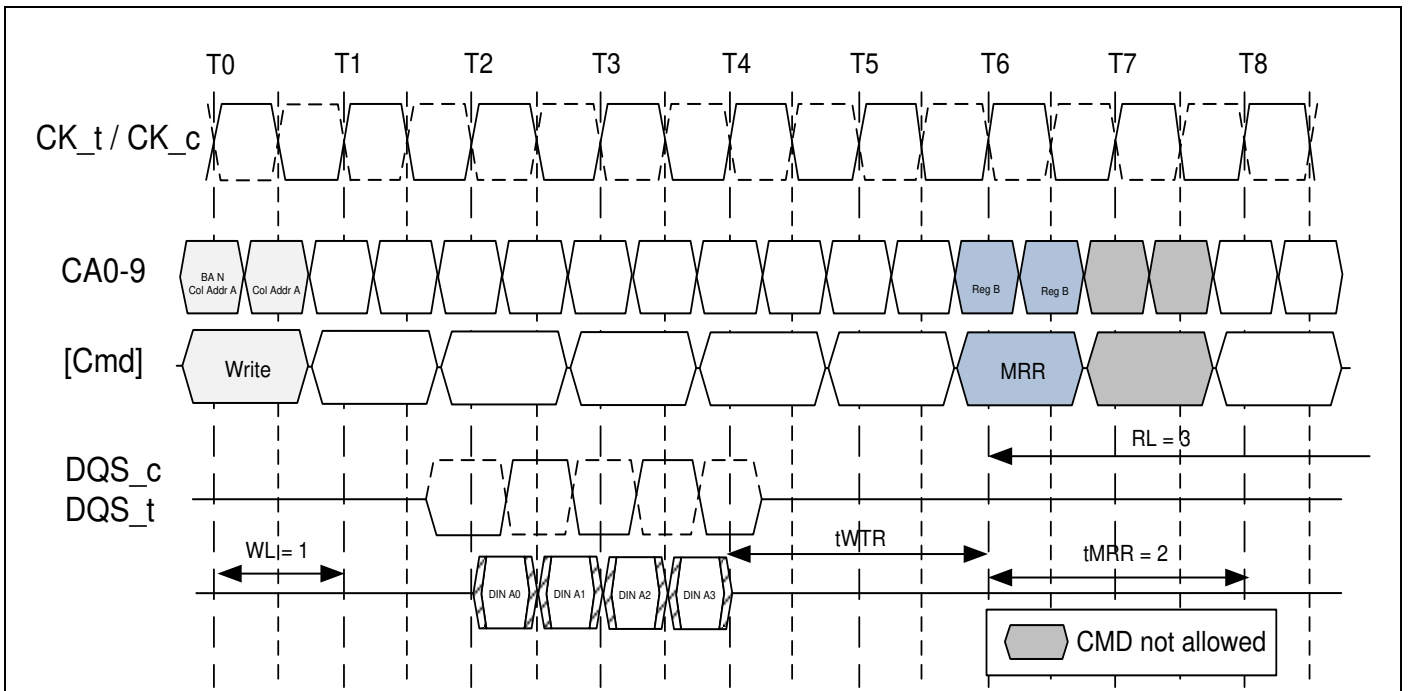 T0 T1 T2 T3 T4 T5 T6 T7 T8
CK_t / CK_c
CA0-9
BA N
Col Addr A
Col Addr A
Reg B
Reg B
[Cmd]
Write
MRR
RL = 3
DQS_c
DQS_t
WL = 1
tWTR
tMRR = 2
DIN A0
DIN A1
DIN A2
DIN A3
CMD not allowed